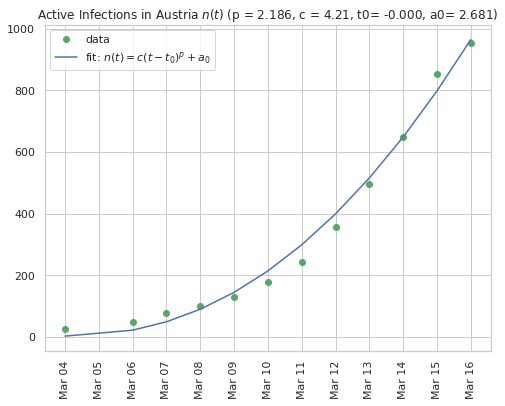 Active Infections in Austria n(t) (p = 2.186, c = 4.21, t0= -0.000, a0= 2.681)
1000
800
600
400
200
0
data
fit: n(t) = c(t − t₀)ᵖ + a₀
Mar 04
Mar 05
Mar 06
Mar 07
Mar 08
Mar 09
Mar 10
Mar 11
Mar 12
Mar 13
Mar 14
Mar 15
Mar 16